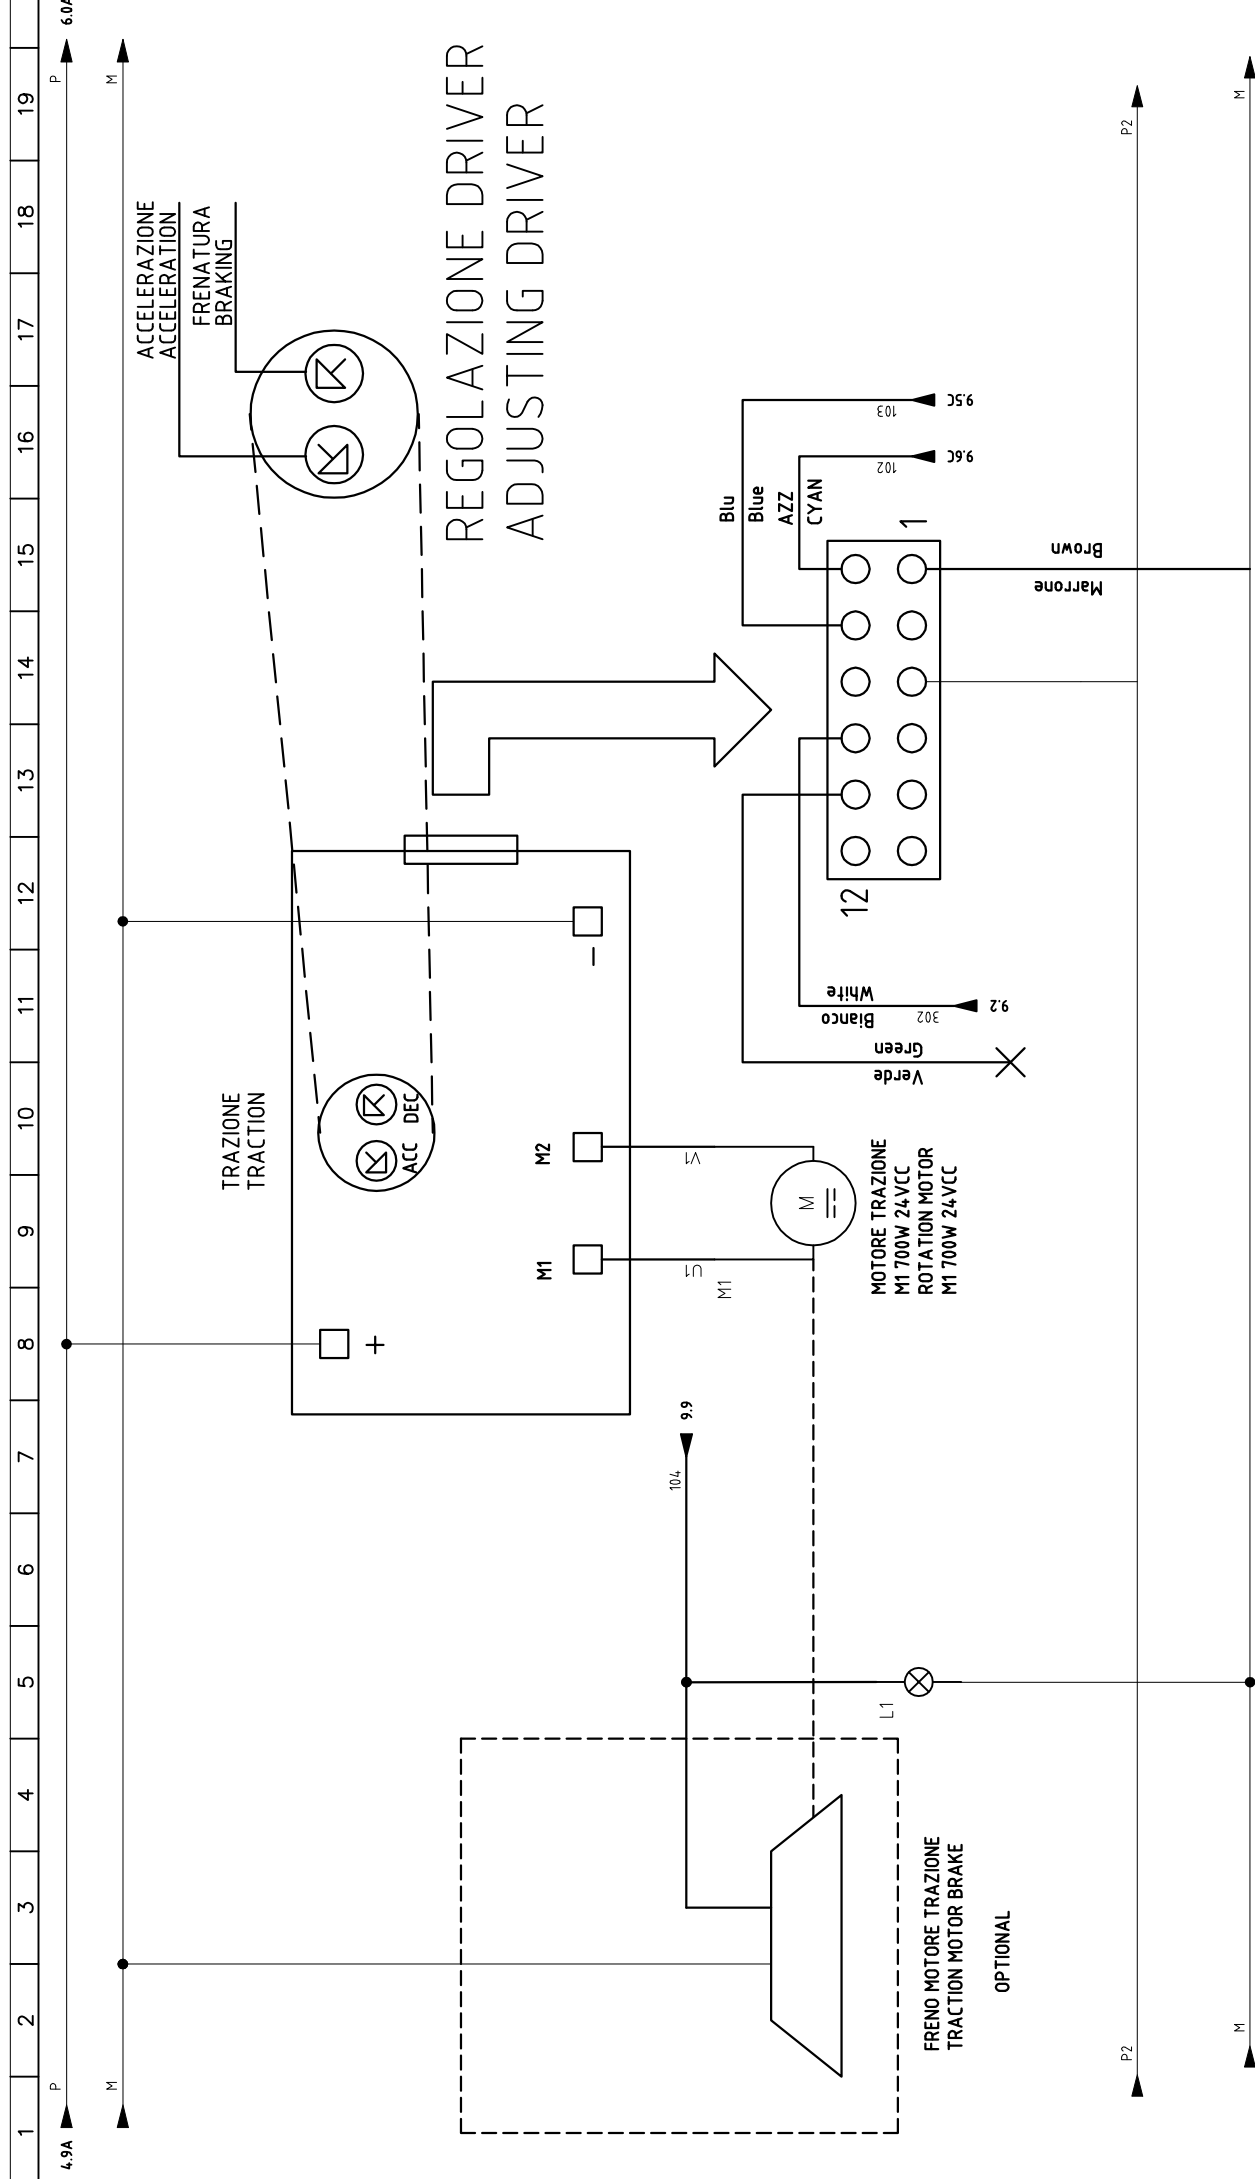 1
2
3
4
5
6
7
8
9
10
11
12
13
14
15
16
17
18
19
4.9A
P
P
6.0A
M
M
ACCELERAZIONE
ACCELERATION
FRENATURA
BRAKING
REGOLAZIONE DRIVER
ADJUSTING DRIVER
TRAZIONE
TRACTION
ACC
DEC
+
−
M1
M2
U1
V1
M1
M
MOTORE TRAZIONE
M1 700W 24VCC
ROTATION MOTOR
M1 700W 24VCC
104
9.9
L1
FRENO MOTORE TRAZIONE
TRACTION MOTOR BRAKE
OPTIONAL
Blu
Blue
AZZ
CYAN
103
9.5C
102
9.6C
12
1
Brown
Marrone
White
Bianco
302
9.2
Green
Verde
P2
P2
M
M